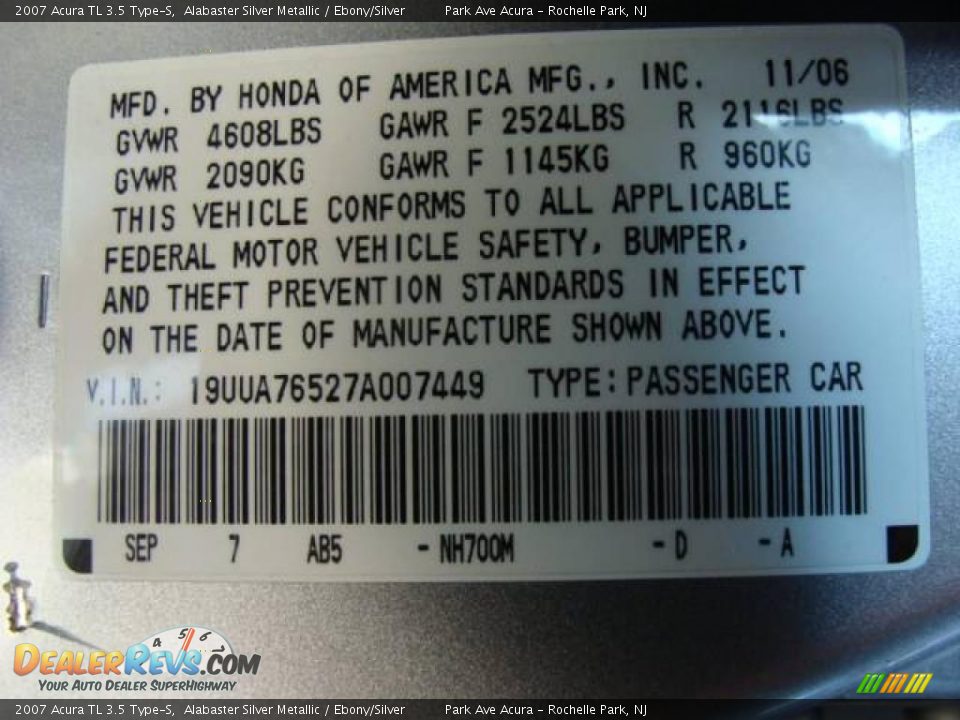 2007 Acura TL 3.5 Type-S, Alabaster Silver Metallic / Ebony/Silver Park Ave Acura - Rochelle Park, NJ
MFD. BY HONDA OF AMERICA MFG., INC. 11/06
GVWR 4608LBS GAWR F 2524LBS R 2116LBS
GVWR 2090KG GAWR F 1145KG R 960KG
THIS VEHICLE CONFORMS TO ALL APPLICABLE
FEDERAL MOTOR VEHICLE SAFETY, BUMPER,
AND THEFT PREVENTION STANDARDS IN EFFECT
ON THE DATE OF MANUFACTURE SHOWN ABOVE.
V.I.N.: 19UUA76527A007449 TYPE:PASSENGER CAR
SEP 7 AB5 - NH700M - D - A
4 5 6 7
DEALERREVS.COM
YOUR AUTO DEALER SUPERHIGHWAY
2007 Acura TL 3.5 Type-S, Alabaster Silver Metallic / Ebony/Silver Park Ave Acura - Rochelle Park, NJ